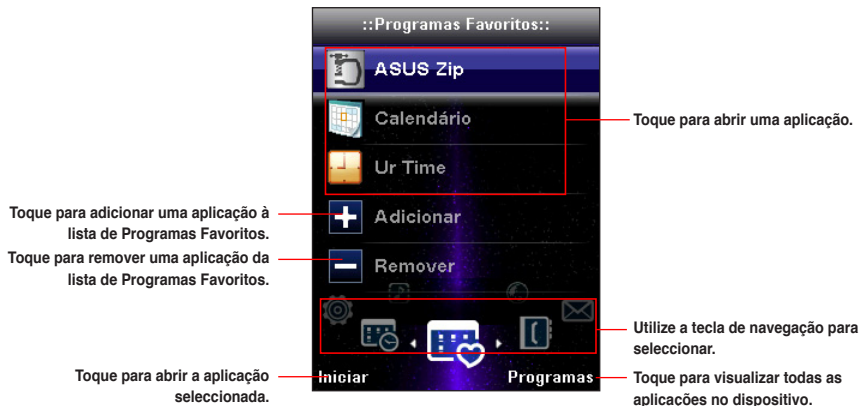 ::Programas Favoritos::
ASUS Zip
Calendário
Toque para abrir uma aplicação.
Ur Time
Toque para adicionar uma aplicação à
lista de Programas Favoritos.
Adicionar
Toque para remover uma aplicação da
lista de Programas Favoritos.
Remover
Utilize a tecla de navegação para
seleccionar.
Toque para abrir a aplicação
seleccionada.
Iniciar
Programas
Toque para visualizar todas as
aplicações no dispositivo.